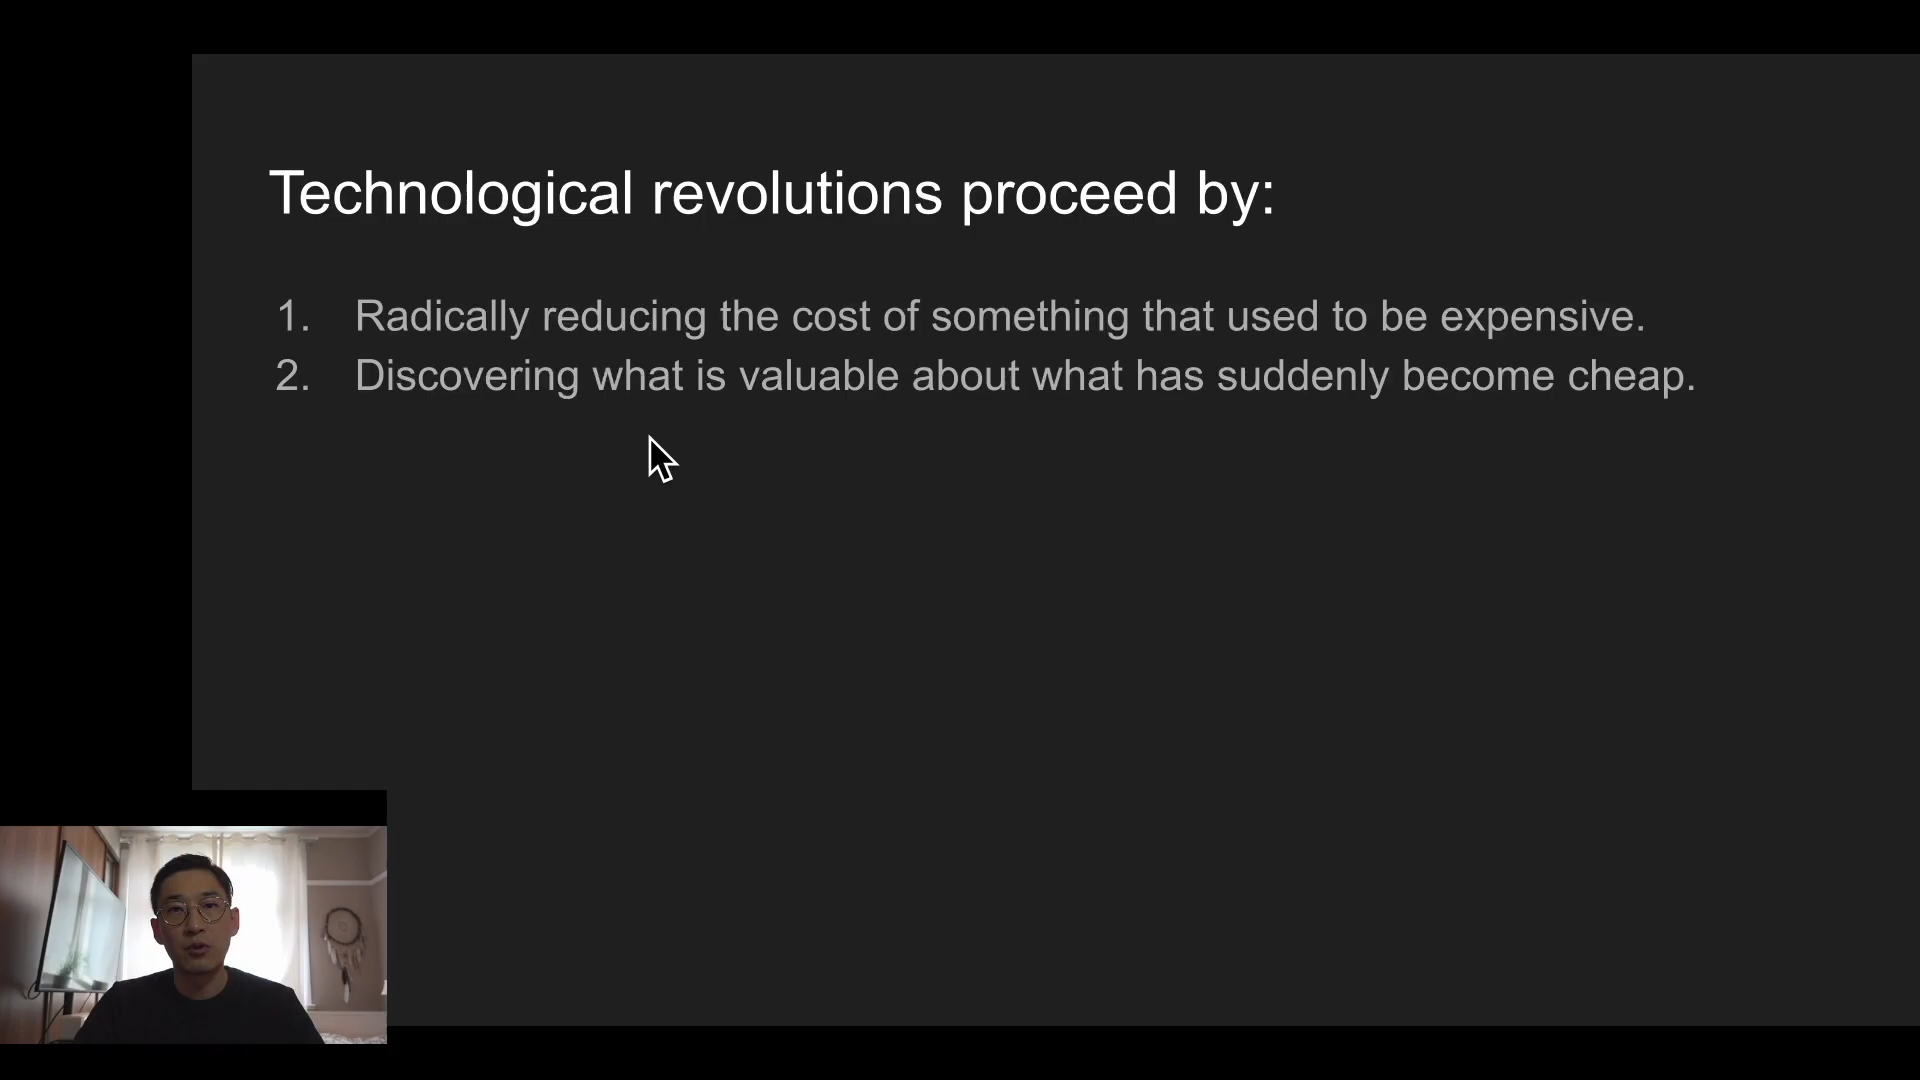 Technological revolutions proceed by:
1. Radically reducing the cost of something that used to be expensive.
2. Discovering what is valuable about what has suddenly become cheap.